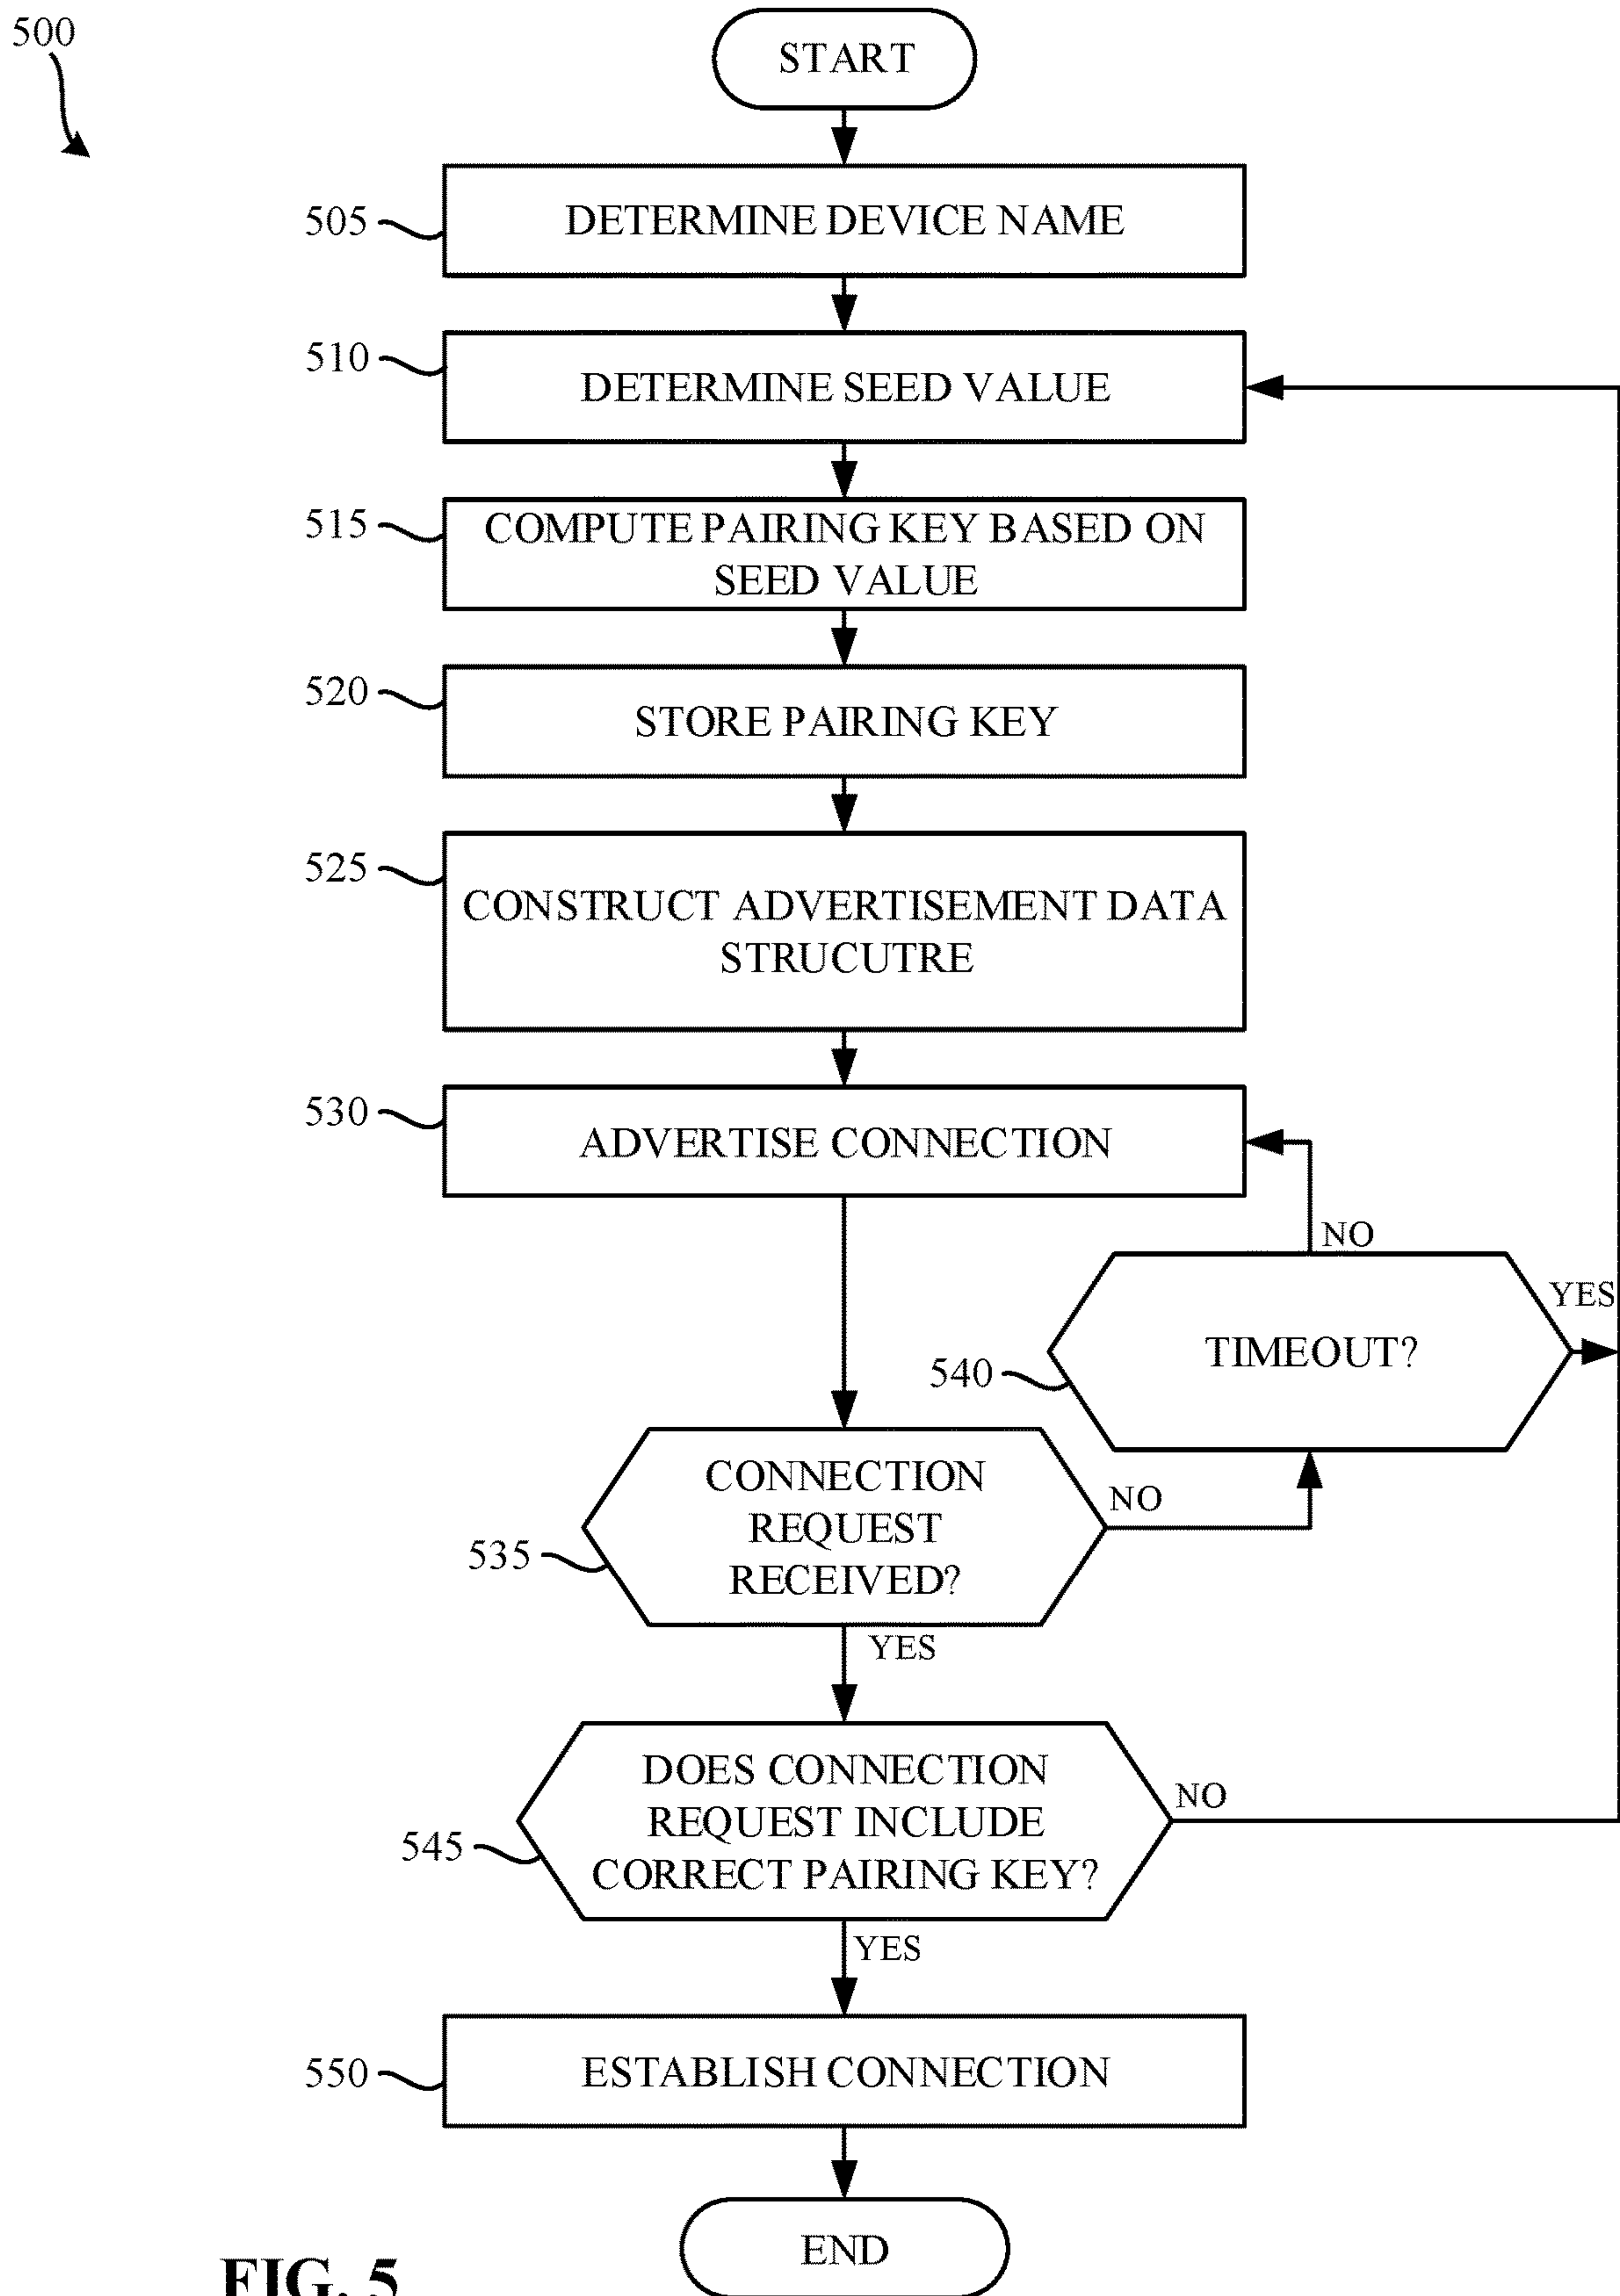 500
START
505
DETERMINE DEVICE NAME
510
DETERMINE SEED VALUE
515
COMPUTE PAIRING KEY BASED ON
SEED VALUE
520
STORE PAIRING KEY
525
CONSTRUCT ADVERTISEMENT DATA
STRUCUTRE
530
ADVERTISE CONNECTION
NO
YES
TIMEOUT?
540
CONNECTION
REQUEST
RECEIVED?
NO
535
YES
DOES CONNECTION
REQUEST INCLUDE
CORRECT PAIRING KEY?
NO
545
YES
550
ESTABLISH CONNECTION
END
FIG. 5